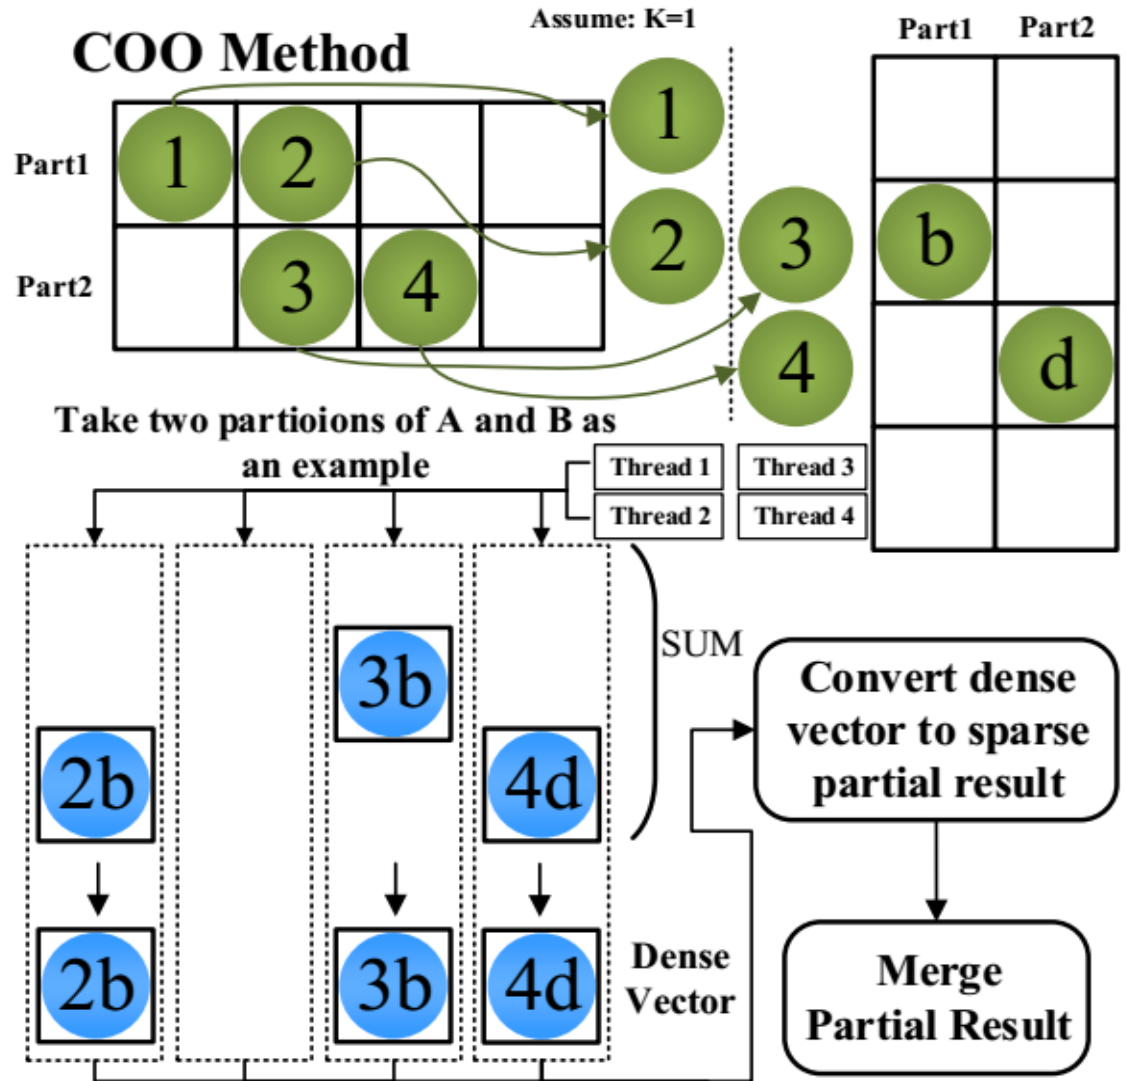 Assume: K=1
Part1 Part2
COO Method
Part1
1 2
1
2
3
4
b
d
Part2
3 4
Take two partioions of A and B as
an example
Thread 1 Thread 3
Thread 2 Thread 4
SUM
3b
2b 4d
2b 3b 4d
Dense
Vector
Convert dense
vector to sparse
partial result
Merge
Partial Result